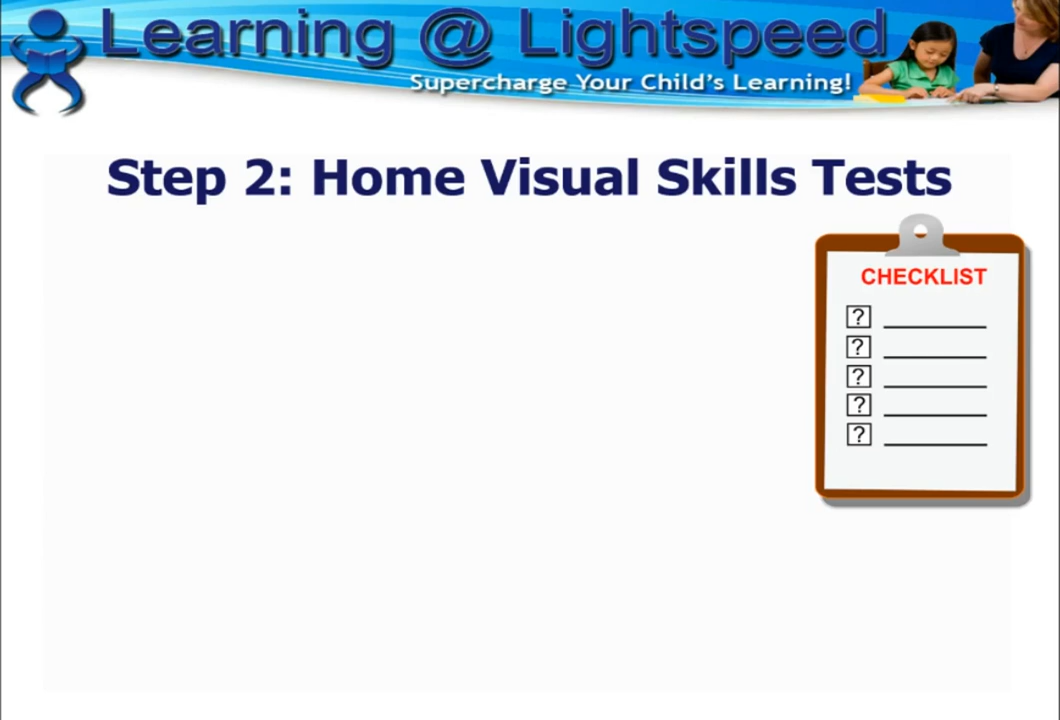 Learning @ Lightspeed
Supercharge Your Child's Learning!
Step 2: Home Visual Skills Tests
CHECKLIST
?
?
?
?
?